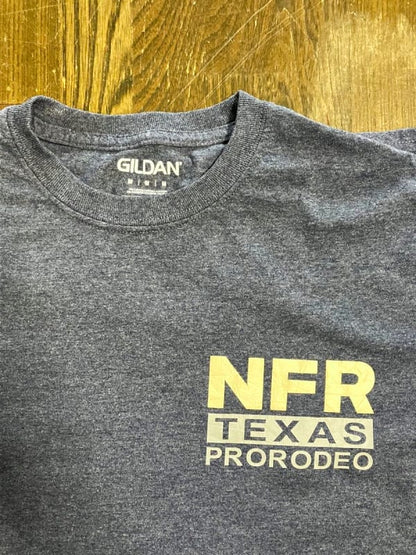 GILDAN
M | M | M
NFR
TEXAS
PRORODEO